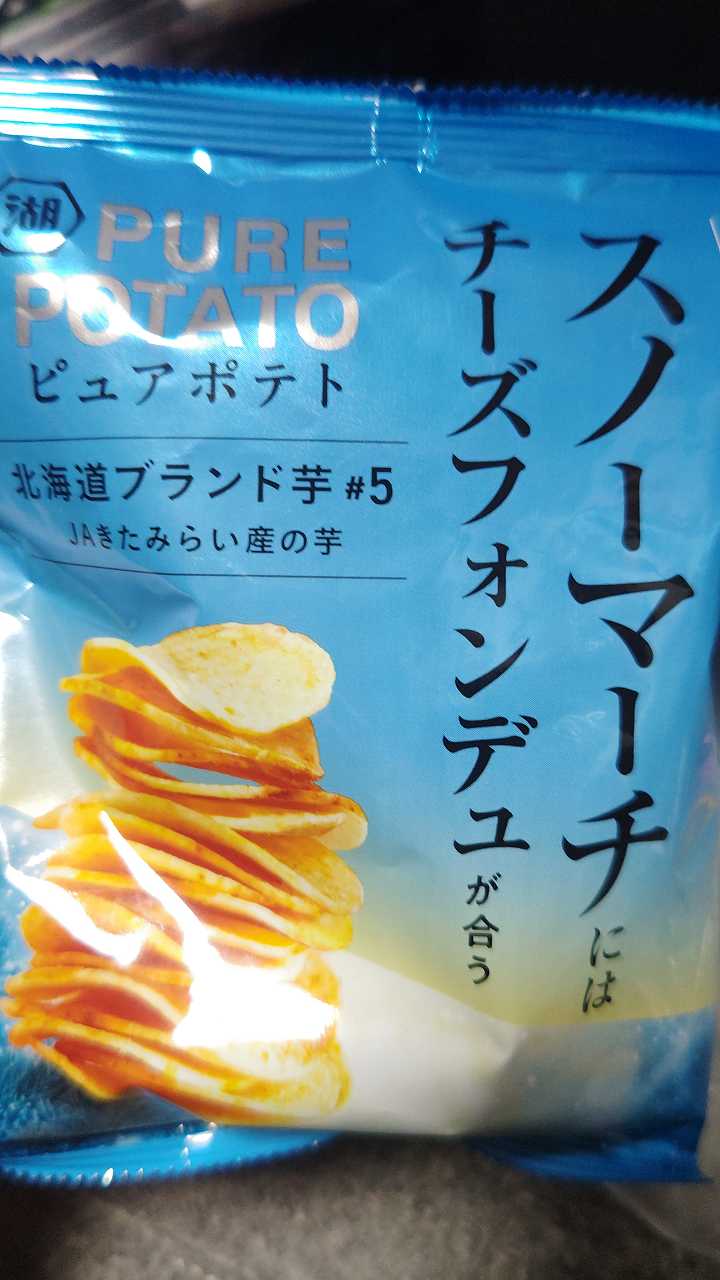 湖
PURE
POTATO
ピュアポテト
北海道ブランド芋 #5
JAきたみらい産の芋
スノーマーチには
チーズフォンデュが合う